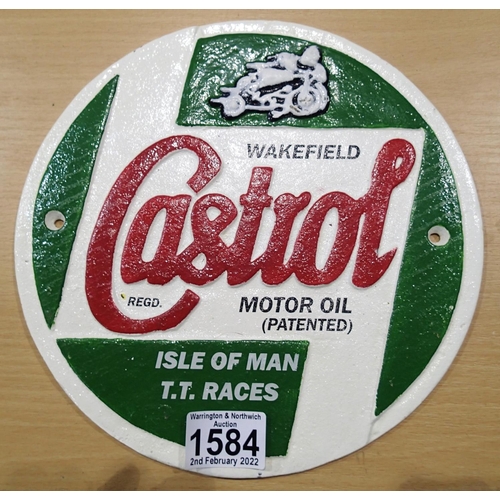 WAKEFIELD
Castrol
REGD.
MOTOR OIL
(PATENTED)
ISLE OF MAN
T.T. RACES
Warrington & Northwich
Auction
1584
2nd February 2022